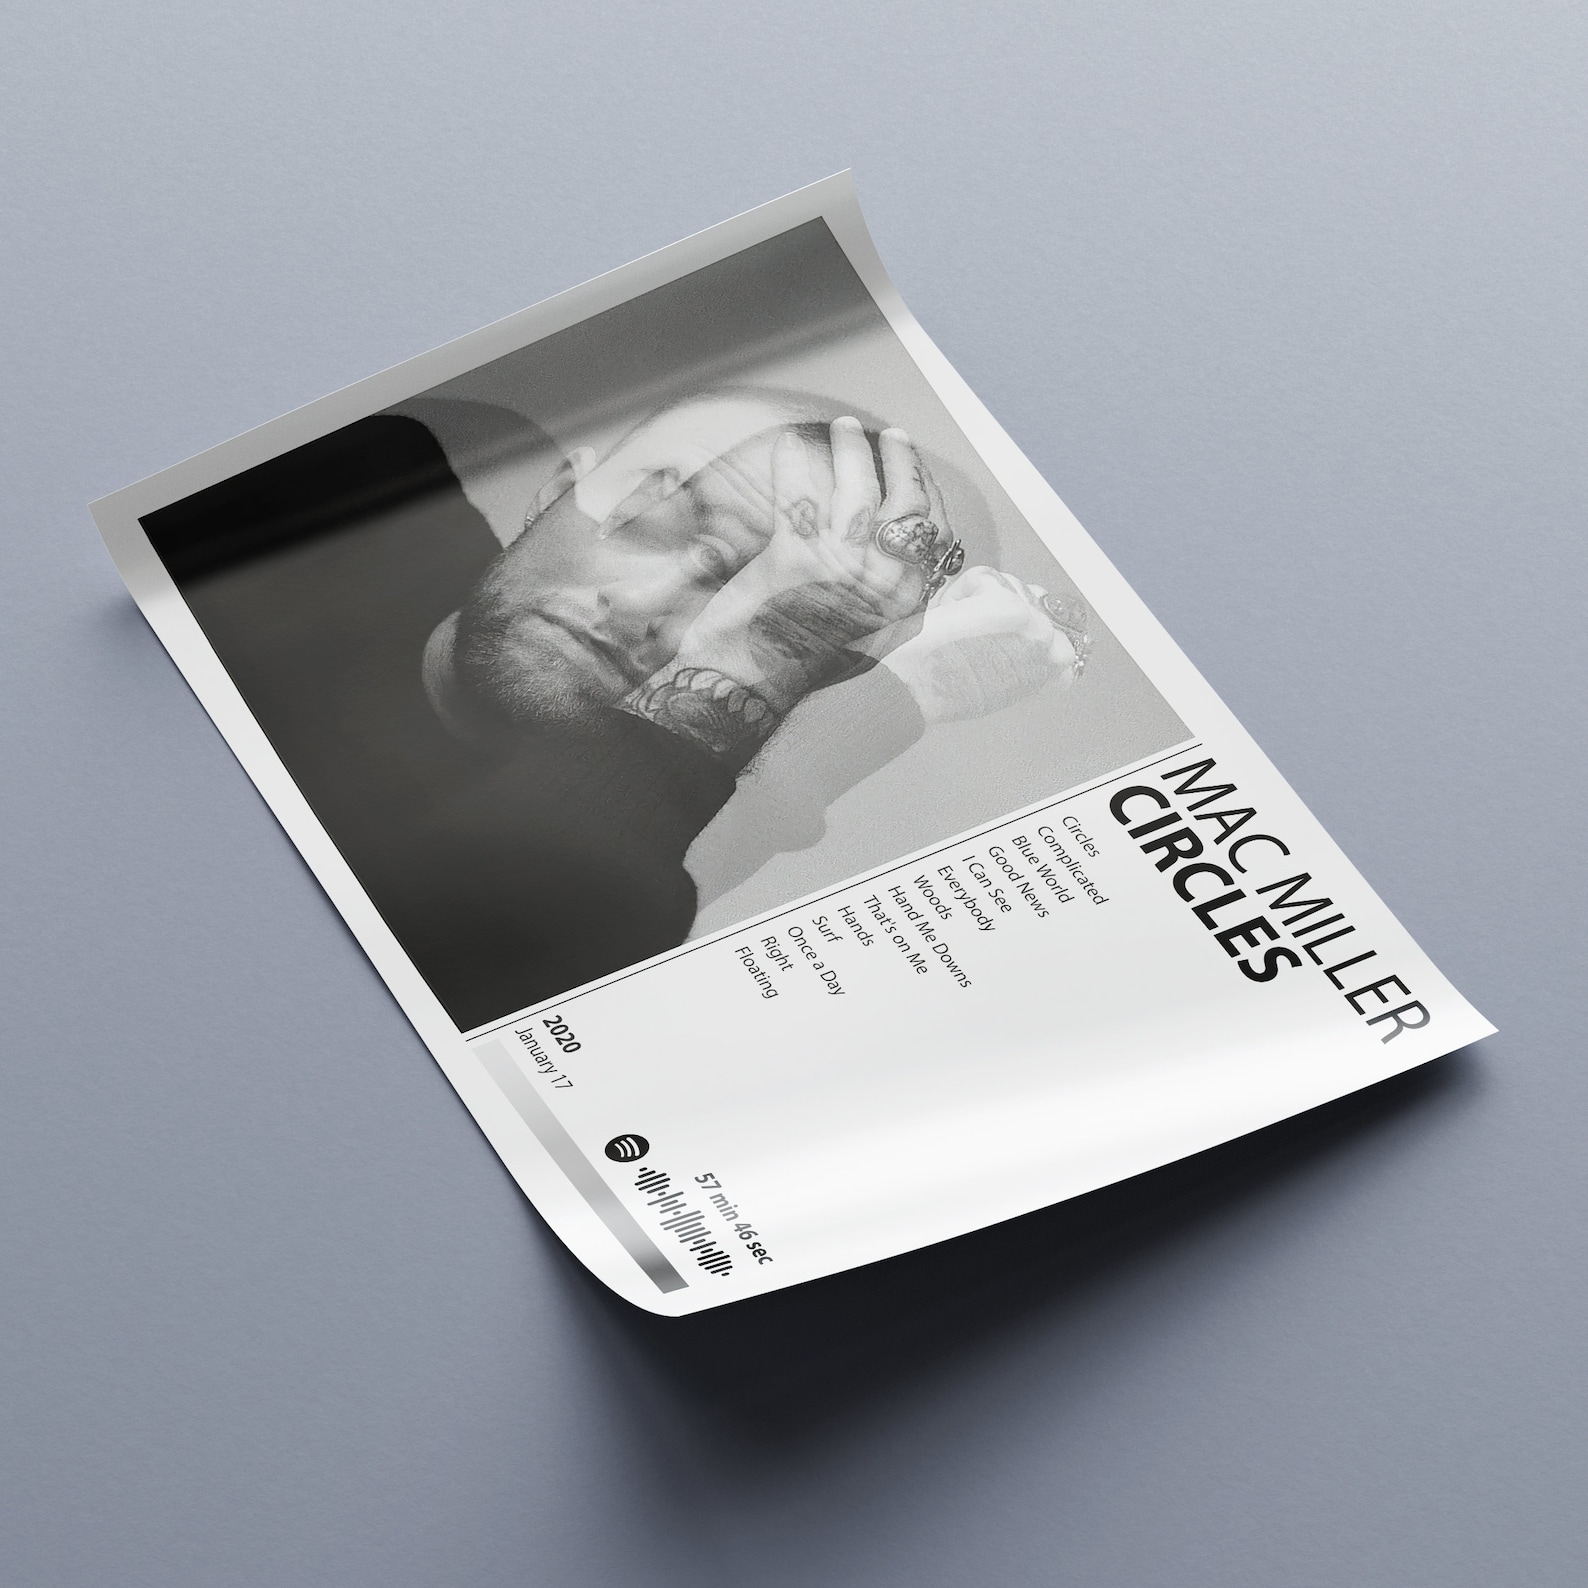 MAC MILLER
CIRCLES
Circles
Complicated
Blue World
Good News
I Can See
Everybody
Woods
Hand Me Downs
That's on Me
Hands
Surf
Once a Day
Right
Floating
2020
January 17
57 min 46 sec